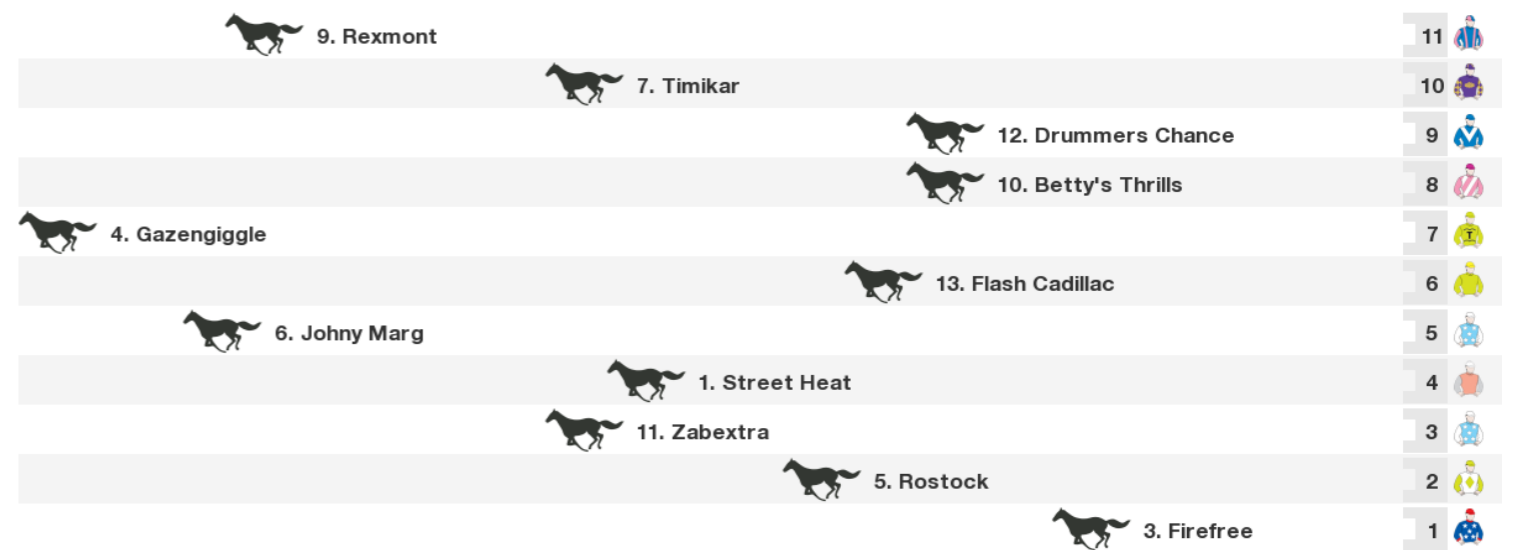 9. Rexmont 11
7. Timikar 10
12. Drummers Chance 9
10. Betty's Thrills 8
4. Gazengiggle 7
T
13. Flash Cadillac 6
6. Johny Marg 5
1. Street Heat 4
11. Zabextra 3
5. Rostock 2
3. Firefree 1